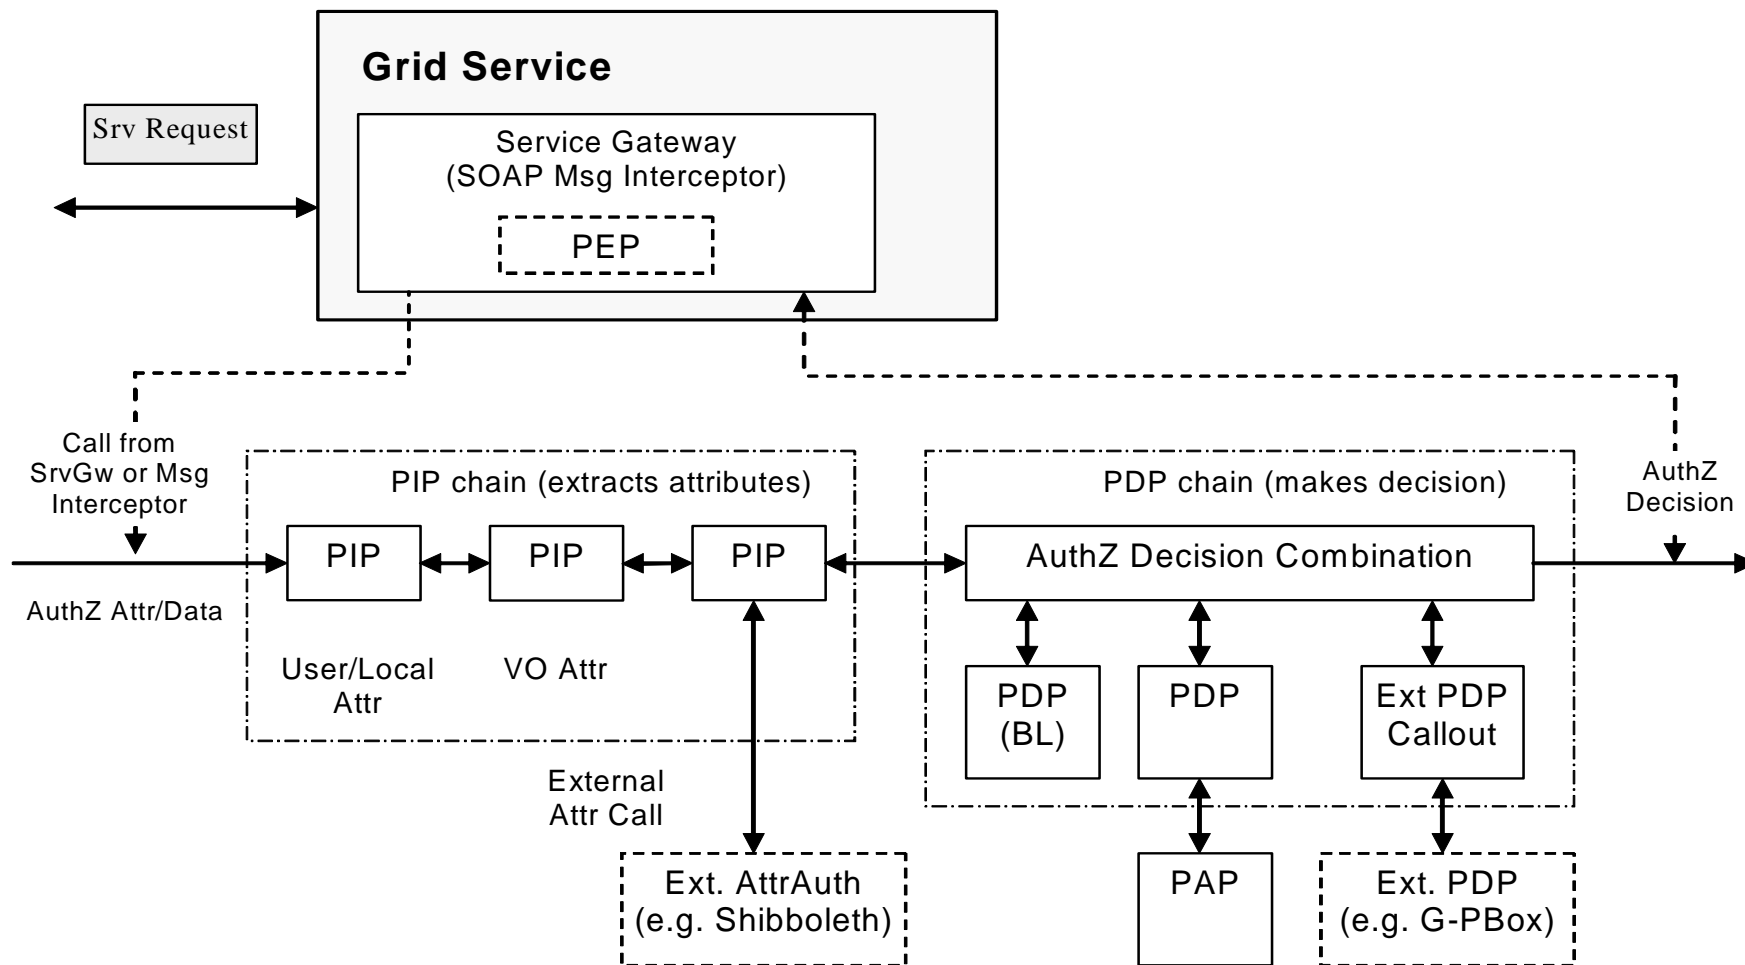 Grid Service
Srv Request
Service Gateway
(SOAP Msg Interceptor)
PEP
Call from
SrvGw or Msg
Interceptor
PIP chain (extracts attributes)
PDP chain (makes decision)
AuthZ
Decision
PIP
PIP
PIP
AuthZ Decision Combination
AuthZ Attr/Data
User/Local
Attr
VO Attr
PDP
(BL)
PDP
Ext PDP
Callout
External
Attr Call
Ext. AttrAuth
(e.g. Shibboleth)
PAP
Ext. PDP
(e.g. G-PBox)